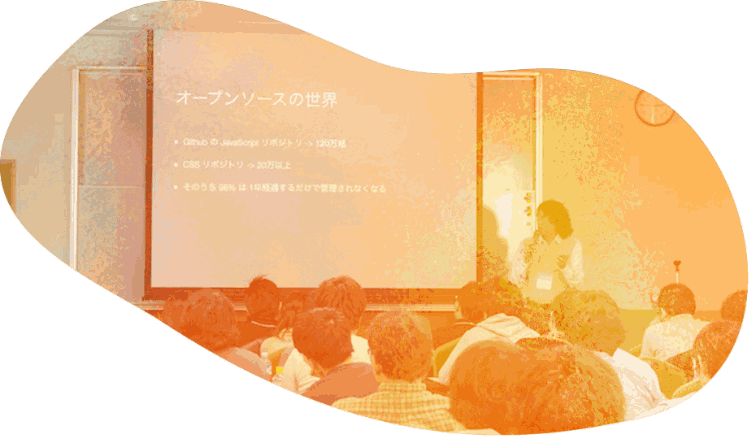 オープンソースの世界
Github の JavaScript リポジトリ -> 120万超
CSS リポジトリ -> 20万以上
そのうち 98% は 1年経過するだけで管理されなくなる